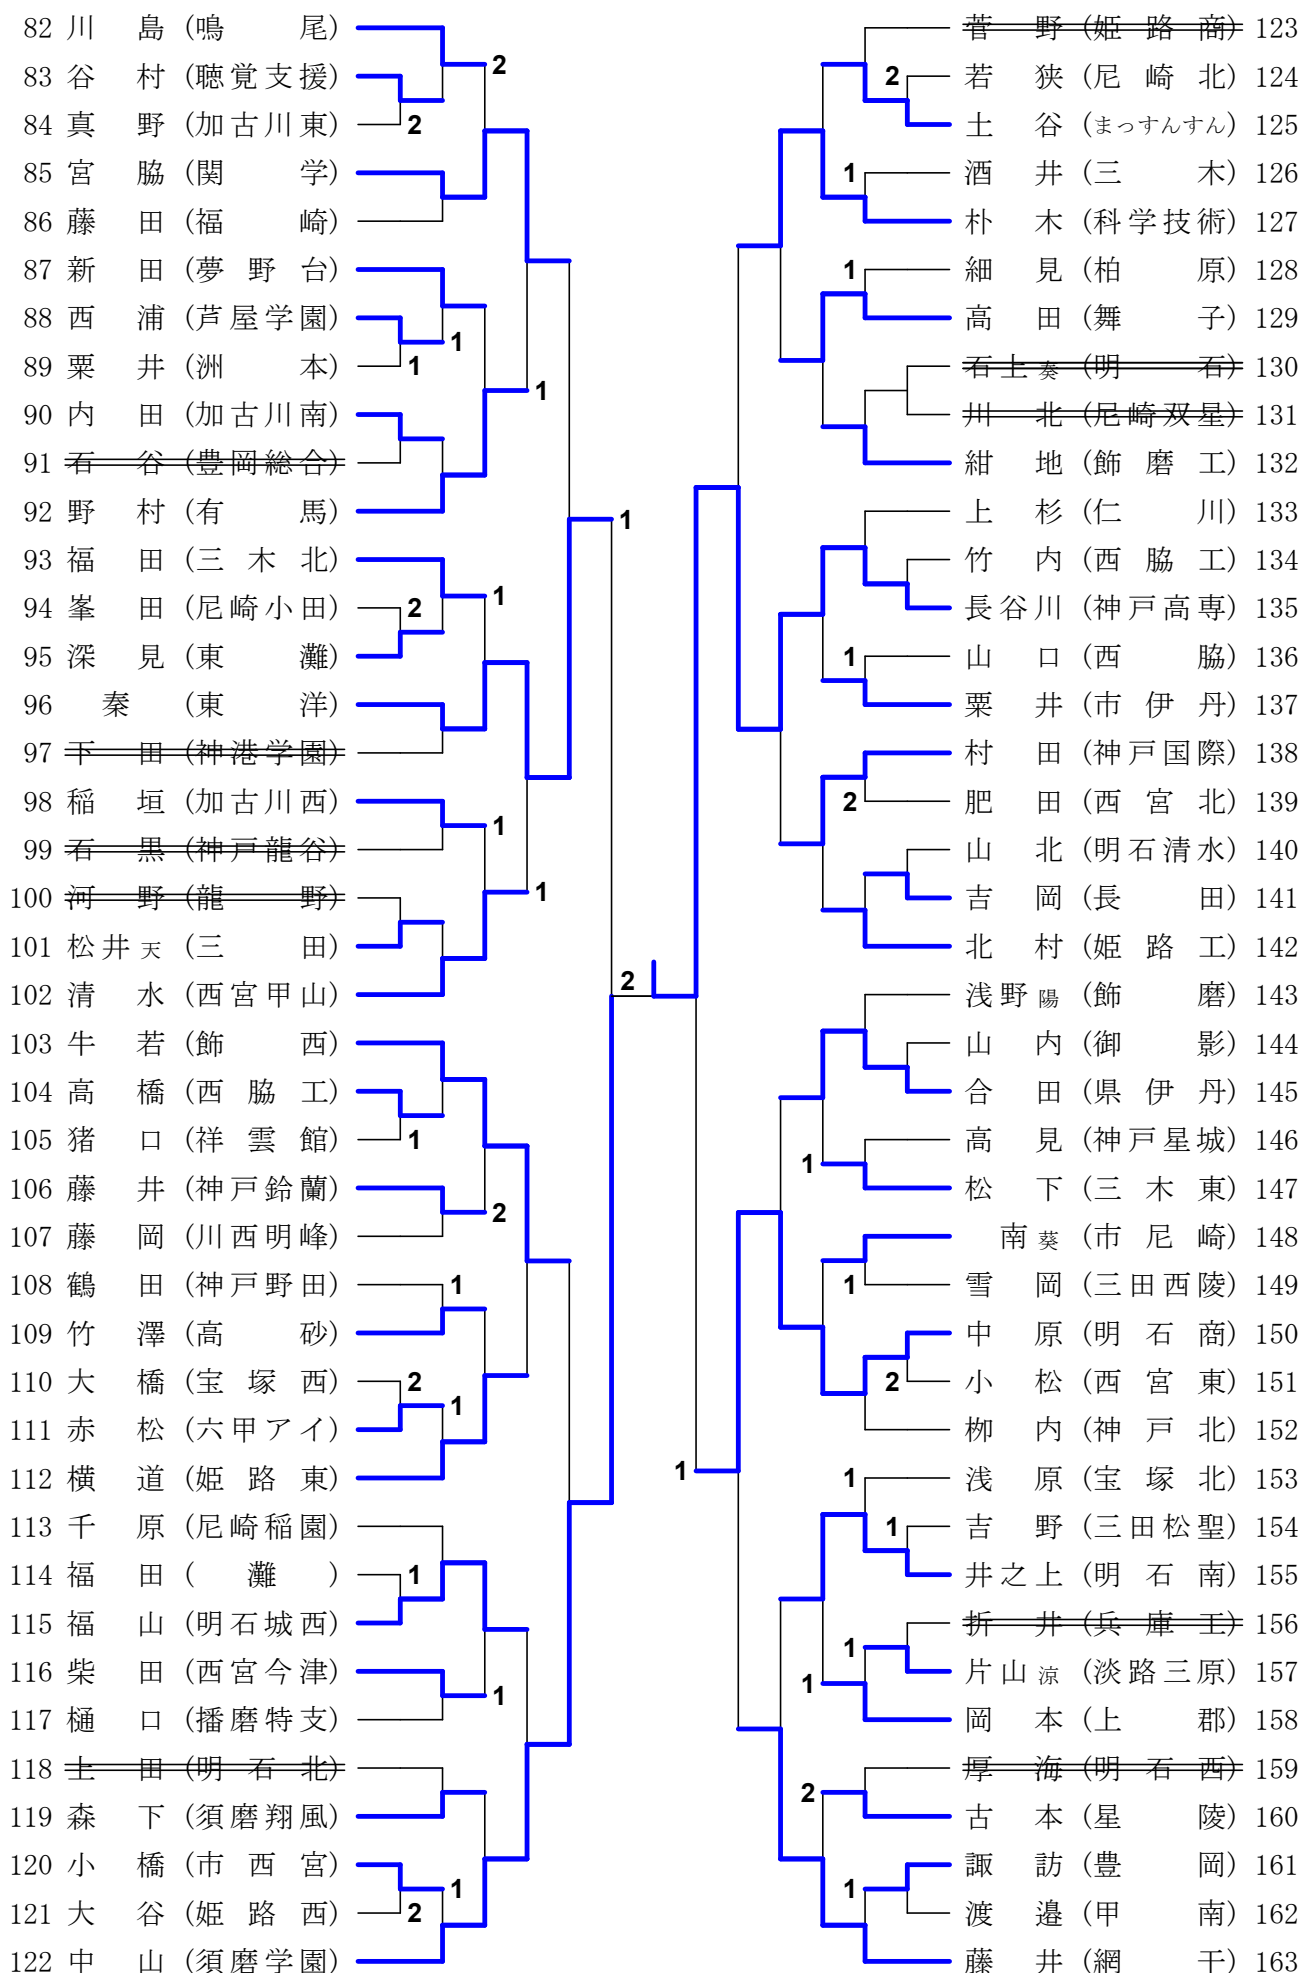 82 川島 (鳴尾)
83 谷村 (聴覚支援)
84 真野 (加古川東)
85 宮脇 (関学)
86 藤田 (福崎)
87 新田 (夢野台)
88 西浦 (芦屋学園)
89 粟井 (洲本)
90 内田 (加古川南)
91 石谷 (豊岡総合)
92 野村 (有馬)
93 福田 (三木北)
94 峯田 (尼崎小田)
95 深見 (東灘)
96 秦 (東洋)
97 下田 (神港学園)
98 稲垣 (加古川西)
99 石黒 (神戸龍谷)
100 河野 (龍野)
101 松井天 (三田)
102 清水 (西宮甲山)
103 牛若 (飾西)
104 高橋 (西脇工)
105 猪口 (祥雲館)
106 藤井 (神戸鈴蘭)
107 藤岡 (川西明峰)
108 鶴田 (神戸野田)
109 竹澤 (高砂)
110 大橋 (宝塚西)
111 赤松 (六甲アイ)
112 横道 (姫路東)
113 千原 (尼崎稲園)
114 福田 (灘)
115 福山 (明石城西)
116 柴田 (西宮今津)
117 樋口 (播磨特支)
118 上田 (明石北)
119 森下 (須磨翔風)
120 小橋 (市西宮)
121 大谷 (姫路西)
122 中山 (須磨学園)
2
2
1
1
1
2
1
1
1
1
1
2
1
2
1
1
1
1
2
2
菅野 (姫路商) 123
若狭 (尼崎北) 124
土谷 (まっすんすん) 125
酒井 (三木) 126
朴木 (科学技術) 127
細見 (柏原) 128
高田 (舞子) 129
石上奏 (明石) 130
川北 (尼崎双星) 131
紺地 (飾磨工) 132
上杉 (仁川) 133
竹内 (西脇工) 134
長谷川 (神戸高専) 135
山口 (西脇) 136
粟井 (市伊丹) 137
村田 (神戸国際) 138
肥田 (西宮北) 139
山北 (明石清水) 140
吉岡 (長田) 141
北村 (姫路工) 142
浅野陽 (飾磨) 143
山内 (御影) 144
合田 (県伊丹) 145
高見 (神戸星城) 146
松下 (三木東) 147
南葵 (市尼崎) 148
雪岡 (三田西陵) 149
中原 (明石商) 150
小松 (西宮東) 151
柳内 (神戸北) 152
浅原 (宝塚北) 153
吉野 (三田松聖) 154
井之上 (明石南) 155
折井 (兵庫工) 156
片山涼 (淡路三原) 157
岡本 (上郡) 158
厚海 (明石西) 159
古本 (星陵) 160
諏訪 (豊岡) 161
渡邉 (甲南) 162
藤井 (網干) 163
2
1
1
1
2
1
1
2
1
1
1
1
1
2
1